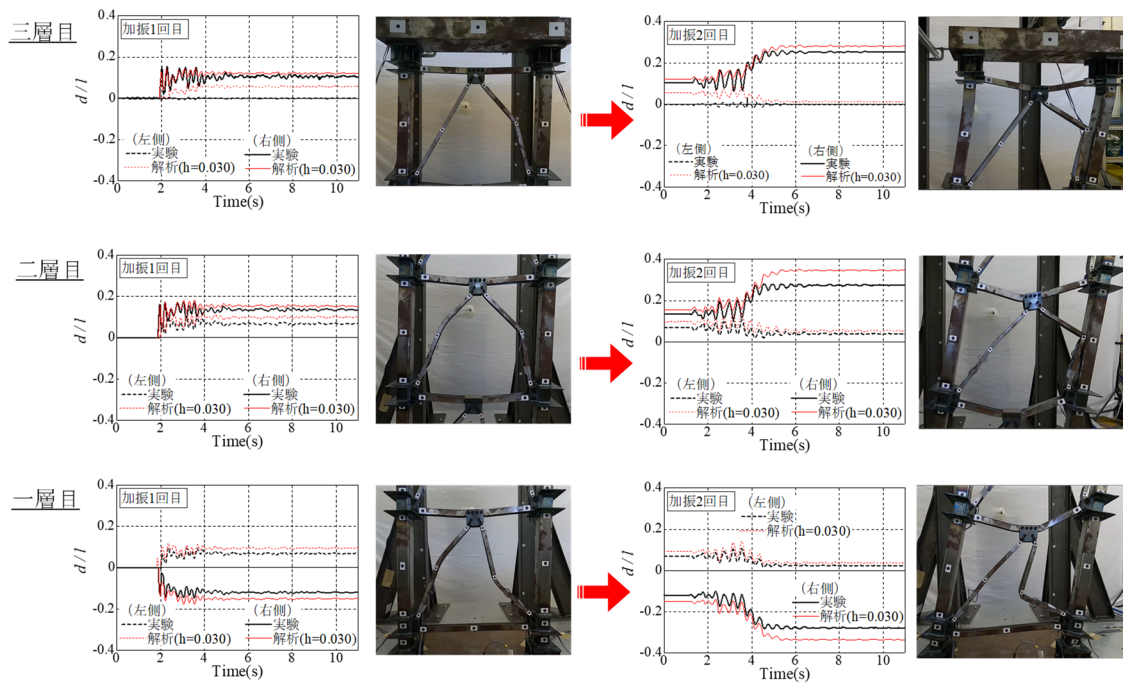 三層目
加振1回目
0.4
0.2
0
-0.2
-0.4
d / l
(左側)
実験
解析(h=0.030)
(右側)
実験
解析(h=0.030)
0 2 4 6 8 10
Time(s)
加振2回目
0.4
0.2
0
-0.2
-0.4
d / l
(左側)
実験
解析(h=0.030)
(右側)
実験
解析(h=0.030)
0 2 4 6 8 10
Time(s)
二層目
加振1回目
0.4
0.2
0
-0.2
-0.4
d / l
(左側)
実験
解析(h=0.030)
(右側)
実験
解析(h=0.030)
0 2 4 6 8 10
Time(s)
加振2回目
0.4
0.2
0
-0.2
-0.4
d / l
(左側)
実験
解析(h=0.030)
(右側)
実験
解析(h=0.030)
0 2 4 6 8 10
Time(s)
一層目
加振1回目
0.4
0.2
0
-0.2
-0.4
d / l
(左側)
実験
解析(h=0.030)
(右側)
実験
解析(h=0.030)
0 2 4 6 8 10
Time(s)
加振2回目
0.4
0.2
0
-0.2
-0.4
d / l
(左側)
実験
解析(h=0.030)
(右側)
実験
解析(h=0.030)
0 2 4 6 8 10
Time(s)